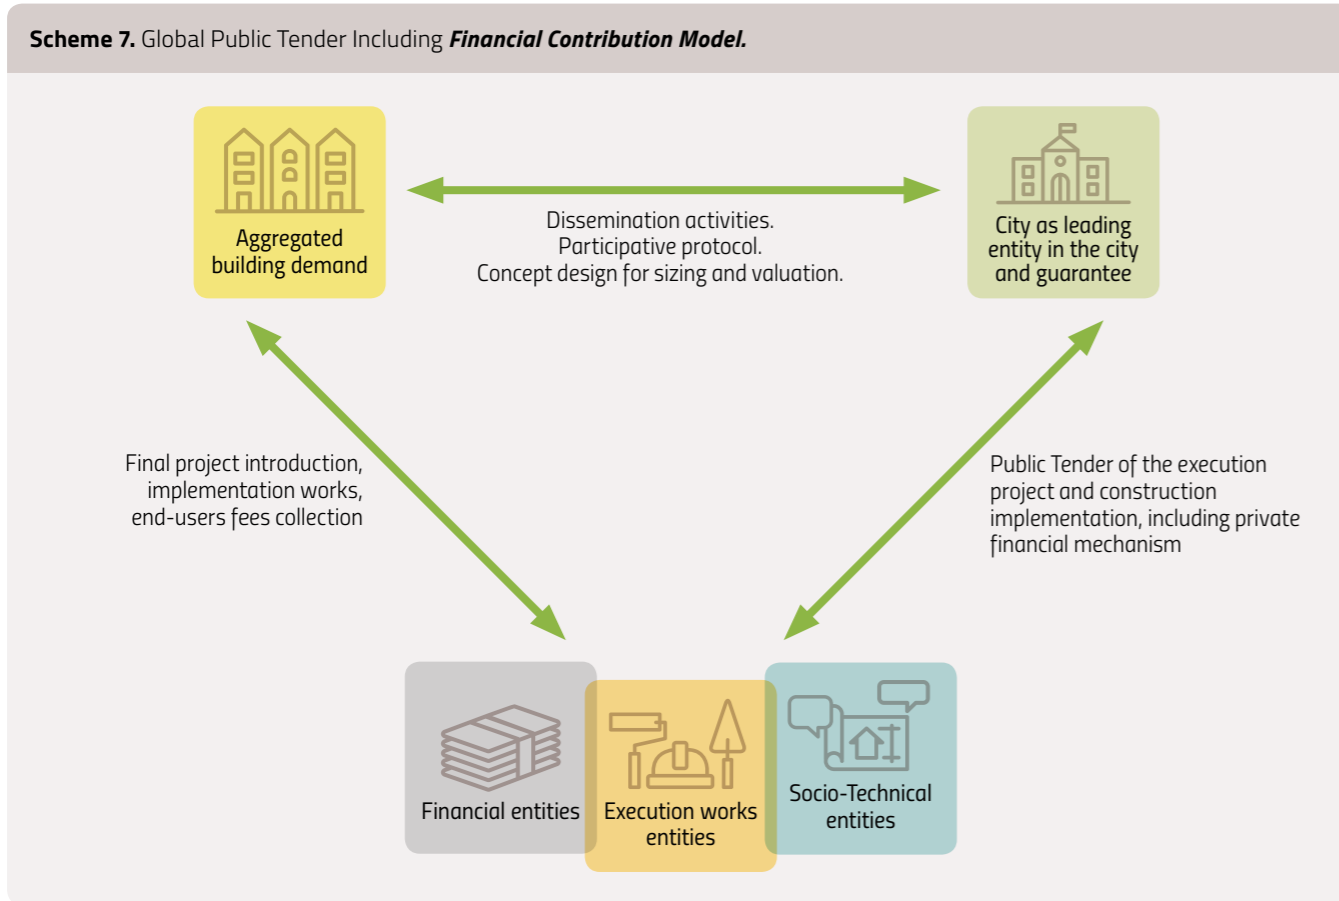 Scheme 7. Global Public Tender Including Financial Contribution Model.
Aggregated
building demand
Dissemination activities.
Participative protocol.
Concept design for sizing and valuation.
City as leading
entity in the city
and guarantee
Final project introduction,
implementation works,
end-users fees collection
Public Tender of the execution
project and construction
implementation, including private
financial mechanism
Financial entities
Execution works
entities
Socio-Technical
entities